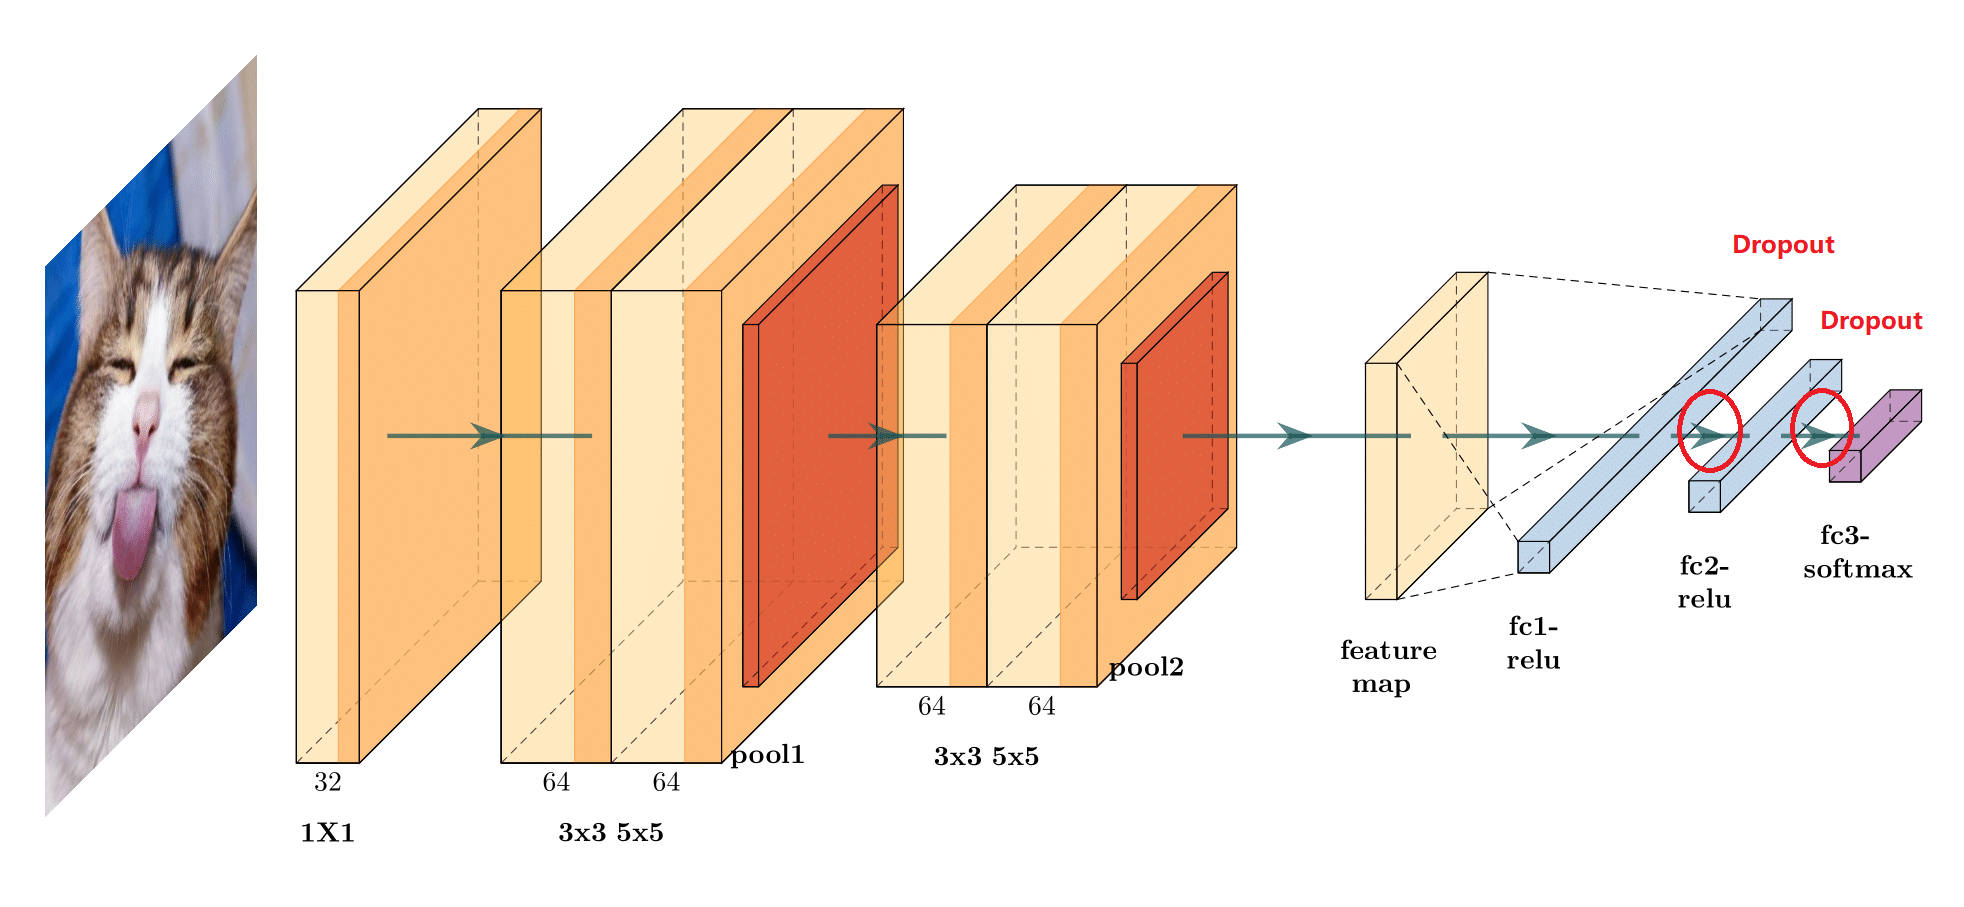 32
1X1
64
64
3x3 5x5
pool1
64
64
3x3 5x5
pool2
feature
map
fc1-
relu
Dropout
fc2-
relu
Dropout
fc3-
softmax